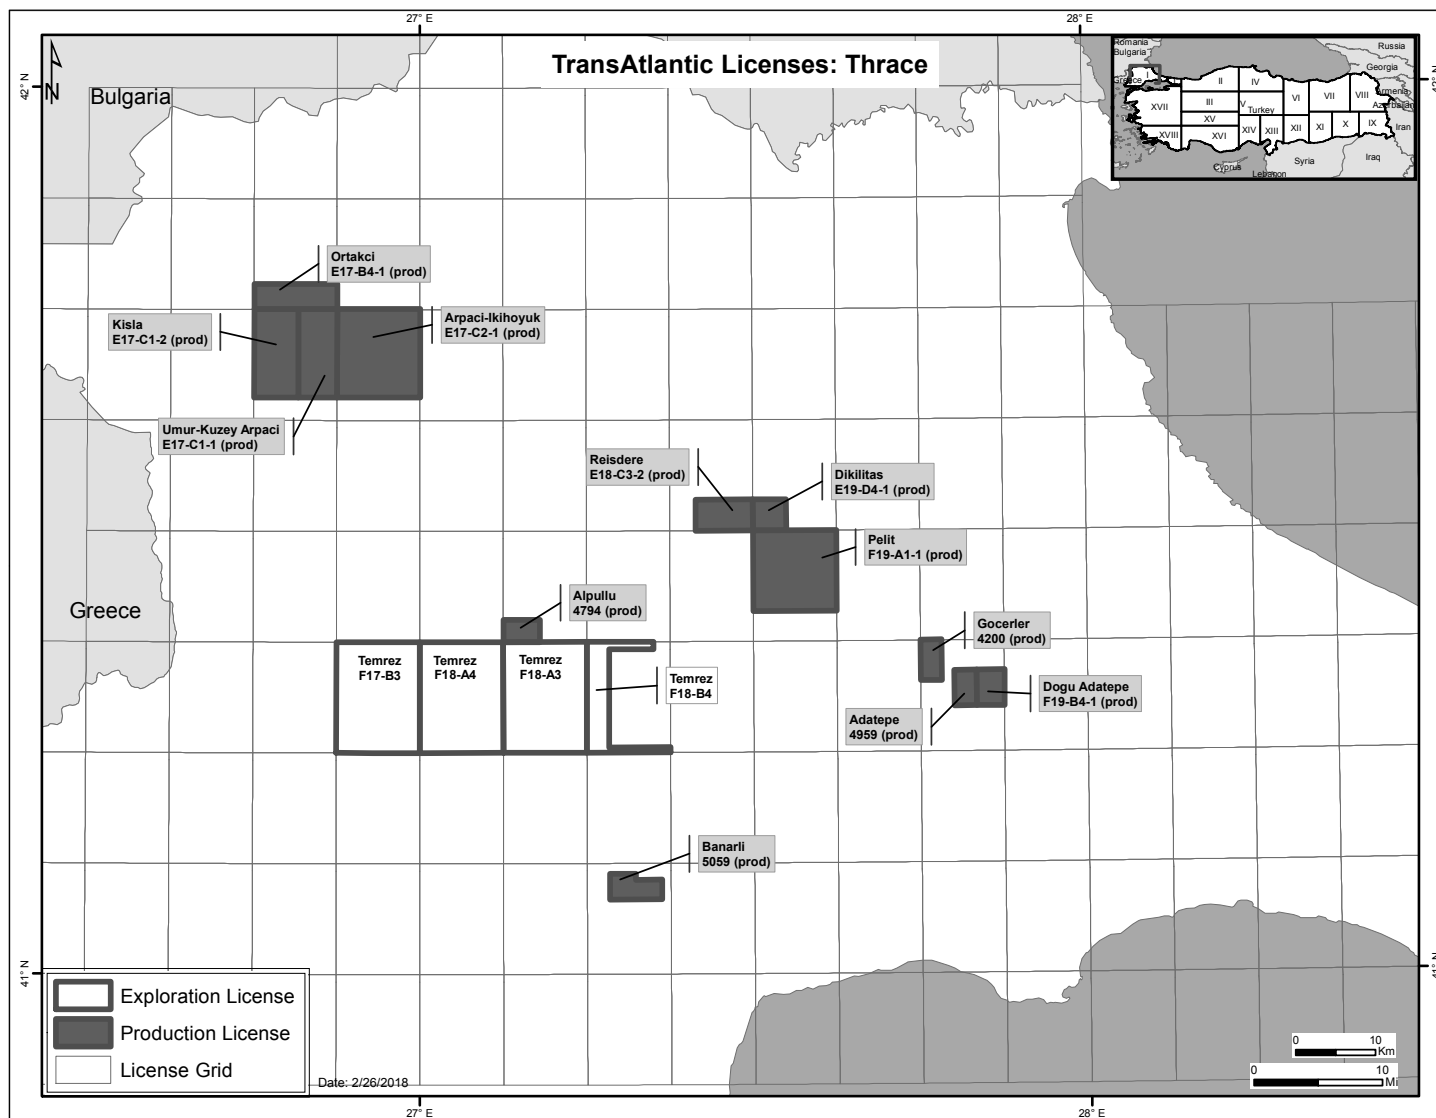 27° E
28° E
TransAtlantic Licenses: Thrace
42° N
42° N
N
Bulgaria
Romania
Bulgaria
Greece
Russia
Georgia
Armenia
Azerbaijan
Iran
Turkey
Cyprus
Lebanon
Syria
Iraq
I
II
IV
III
V
VI
VII
VIII
XVII
XV
XVIII
XVI
XIV
XIII
XII
XI
X
IX
Ortakci
E17-B4-1 (prod)
Kisla
E17-C1-2 (prod)
Arpaci-Ikihoyuk
E17-C2-1 (prod)
Umur-Kuzey Arpaci
E17-C1-1 (prod)
Reisdere
E18-C3-2 (prod)
Dikilitas
E19-D4-1 (prod)
Pelit
F19-A1-1 (prod)
Greece
Alpullu
4794 (prod)
Gocerler
4200 (prod)
Temrez
F17-B3
Temrez
F18-A4
Temrez
F18-A3
Temrez
F18-B4
Dogu Adatepe
F19-B4-1 (prod)
Adatepe
4959 (prod)
Banarli
5059 (prod)
41° N
41° N
Exploration License
Production License
License Grid
Date: 2/26/2018
0 10
Km
0 10
Mi
27° E
28° E